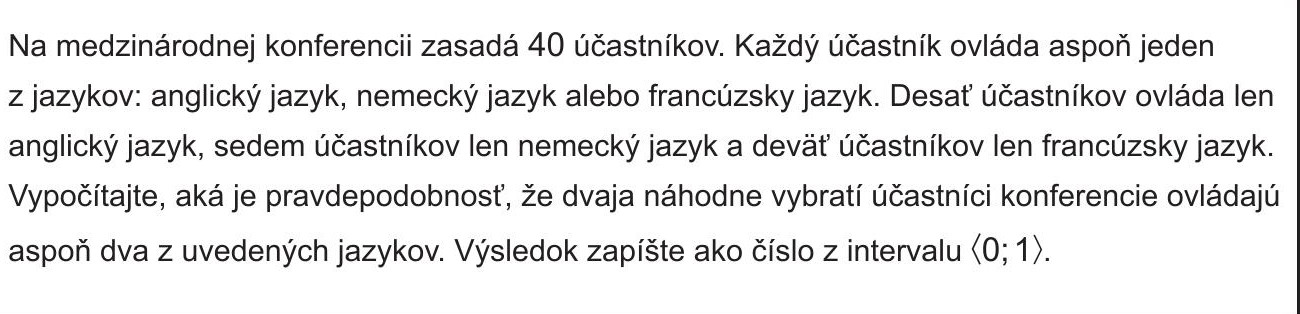 Na medzinárodnej konferencii zasadá 40 účastníkov. Každý účastník ovláda aspoň jeden
z jazykov: anglický jazyk, nemecký jazyk alebo francúzsky jazyk. Desať účastníkov ovláda len
anglický jazyk, sedem účastníkov len nemecký jazyk a deväť účastníkov len francúzsky jazyk.
Vypočítajte, aká je pravdepodobnosť, že dvaja náhodne vybratí účastníci konferencie ovládajú
aspoň dva z uvedených jazykov. Výsledok zapíšte ako číslo z intervalu ⟨0; 1⟩.